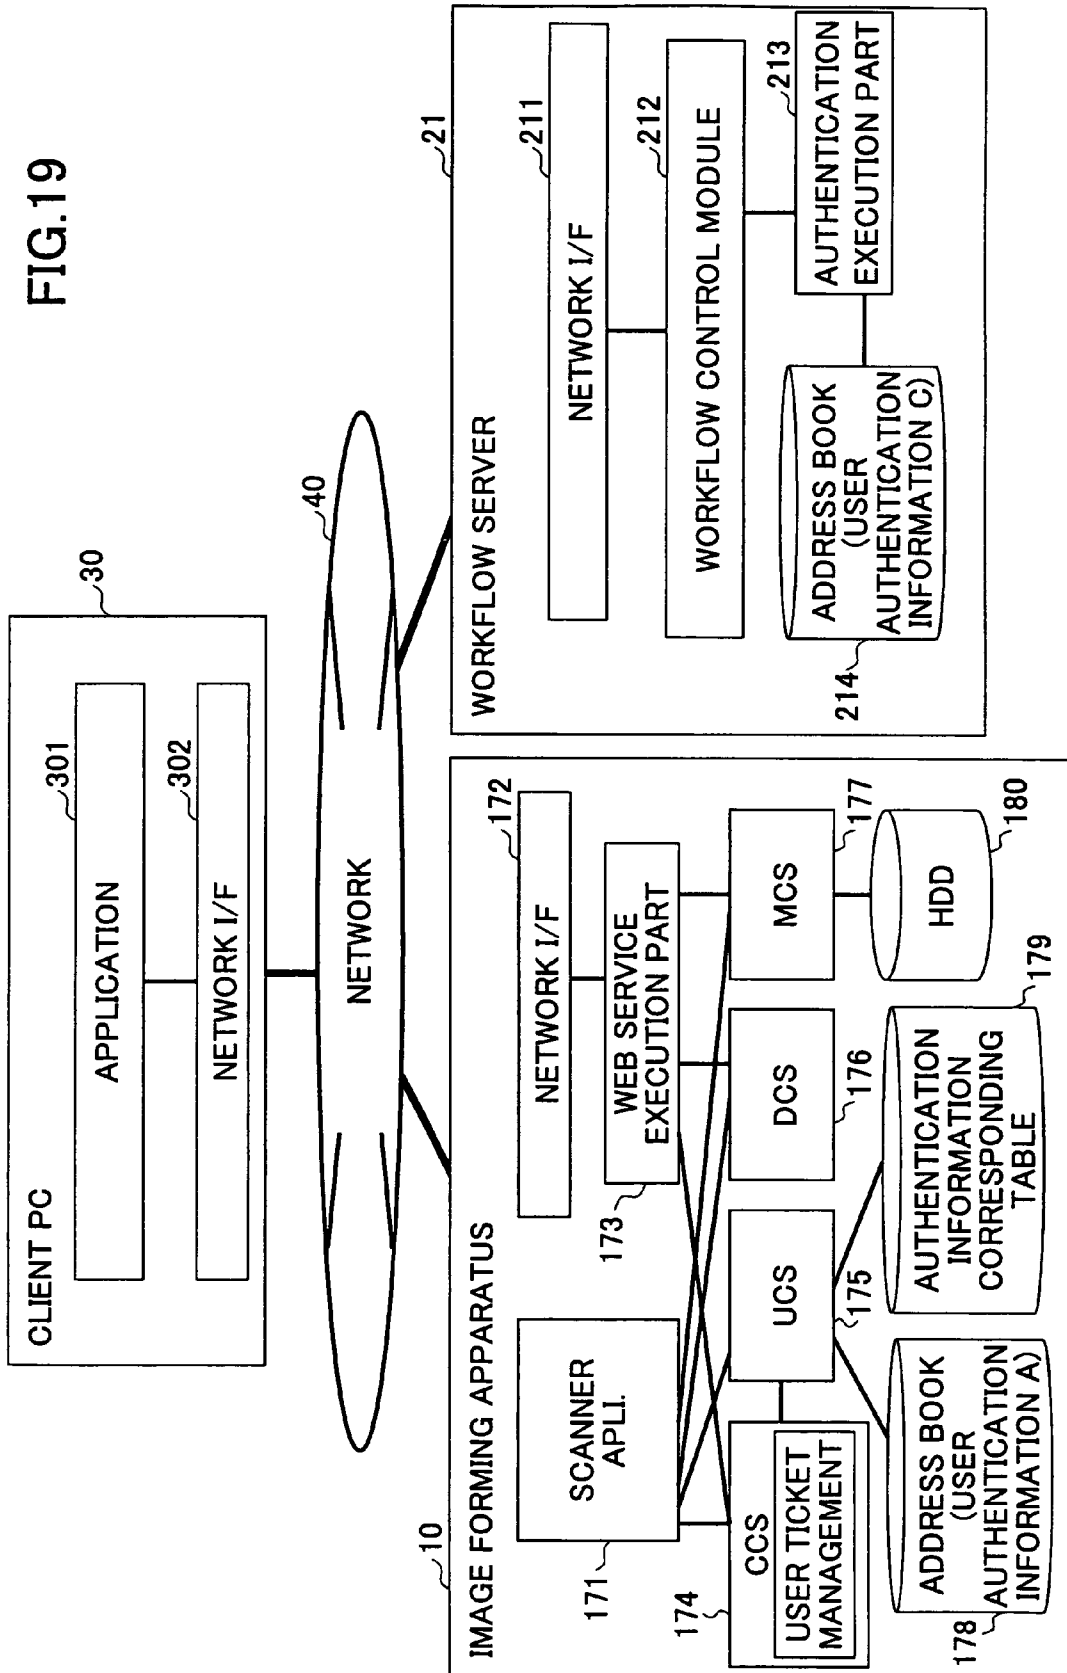 FIG.19
CLIENT PC
30
APPLICATION
301
NETWORK I/F
302
NETWORK
40
IMAGE FORMING APPARATUS
10
SCANNER
APLI.
171
NETWORK I/F
172
WEB SERVICE
EXECUTION PART
173
CCS
USER TICKET
MANAGEMENT
174
UCS
175
DCS
176
MCS
177
ADDRESS BOOK
(USER
AUTHENTICATION
INFORMATION A)
178
AUTHENTICATION
INFORMATION
CORRESPONDING
TABLE
179
HDD
180
WORKFLOW SERVER
21
NETWORK I/F
211
WORKFLOW CONTROL MODULE
212
AUTHENTICATION
EXECUTION PART
213
ADDRESS BOOK
(USER
AUTHENTICATION
INFORMATION C)
214